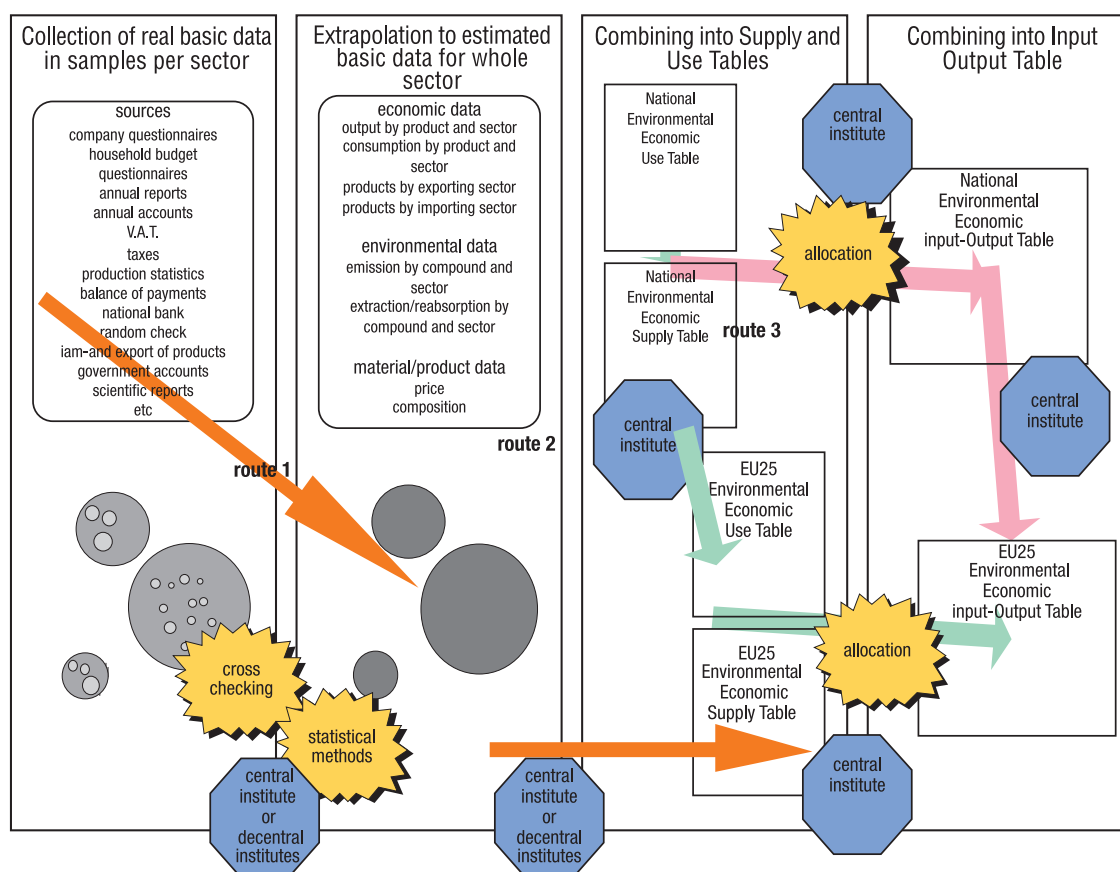 Collection of real basic data
in samples per sector
sources
company questionnaires
household budget
questionnaires
annual reports
annual accounts
V.A.T.
taxes
production statistics
balance of payments
national bank
random check
iam-and export of products
government accounts
scientific reports
etc
route 1
cross
checking
statistical
methods
central
institute
or
decentral
institutes
Extrapolation to estimated
basic data for whole
sector
economic data
output by product and sector
consumption by product and
sector
products by exporting sector
products by importing sector
environmental data
emission by compound and
sector
extraction/reabsorption by
compound and sector
material/product data
price
composition
route 2
central
institute
or
decentral
institutes
Combining into Supply and
Use Tables
National
Environmental
Economic
Use Table
National
Environmental
Economic
Supply Table
route 3
central
institute
EU25
Environmental
Economic
Use Table
EU25
Environmental
Economic
Supply Table
central
institute
allocation
allocation
central
institute
Combining into Input
Output Table
National
Environmental
Economic
input-Output Table
central
institute
EU25
Environmental
Economic
input-Output Table